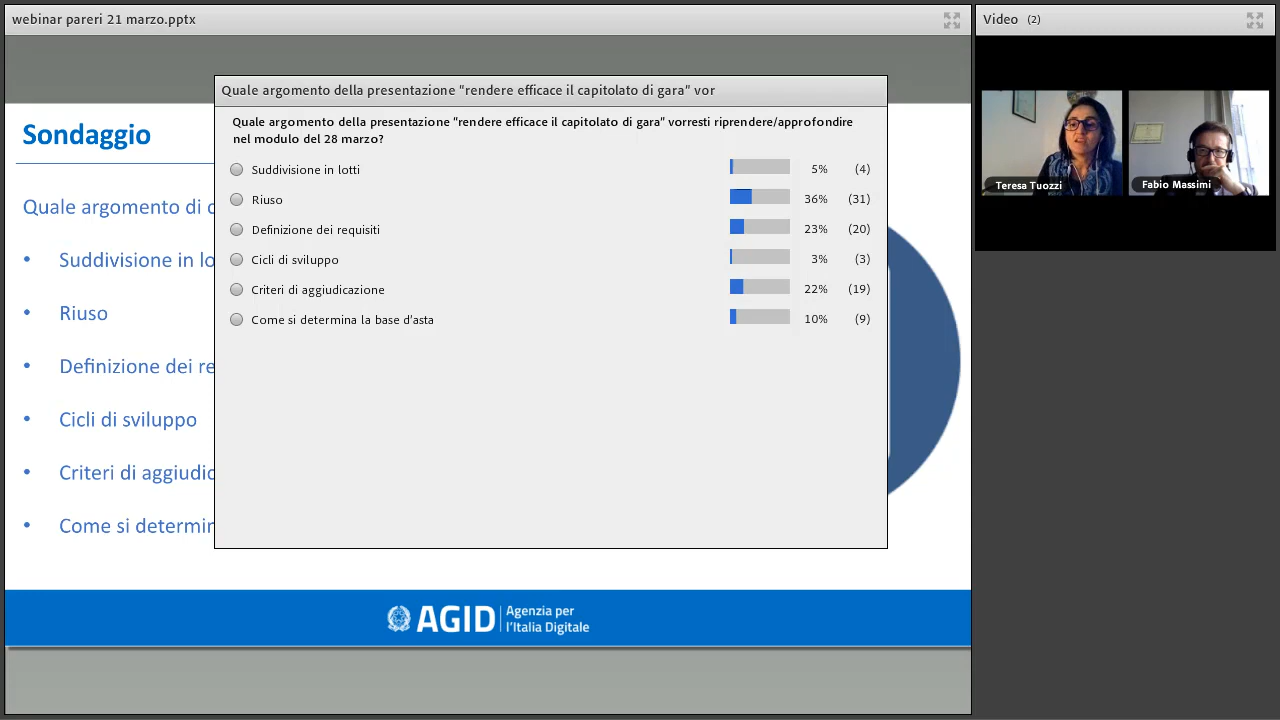 webinar pareri 21 marzo.pptx
Video (2)
Quale argomento della presentazione "rendere efficace il capitolato di gara" vor
Quale argomento della presentazione "rendere efficace il capitolato di gara" vorresti riprendere/approfondire
nel modulo del 28 marzo?
Suddivisione in lotti 5% (4)
Riuso 36% (31)
Definizione dei requisiti 23% (20)
Cicli di sviluppo 3% (3)
Criteri di aggiudicazione 22% (19)
Come si determina la base d'asta 10% (9)
Sondaggio
Quale argomento di
• Suddivisione in lo
• Riuso
• Definizione dei re
• Cicli di sviluppo
• Criteri di aggiudic
• Come si determin
AGID
Agenzia per
l'Italia Digitale
Teresa Tuozzi
Fabio Massimi